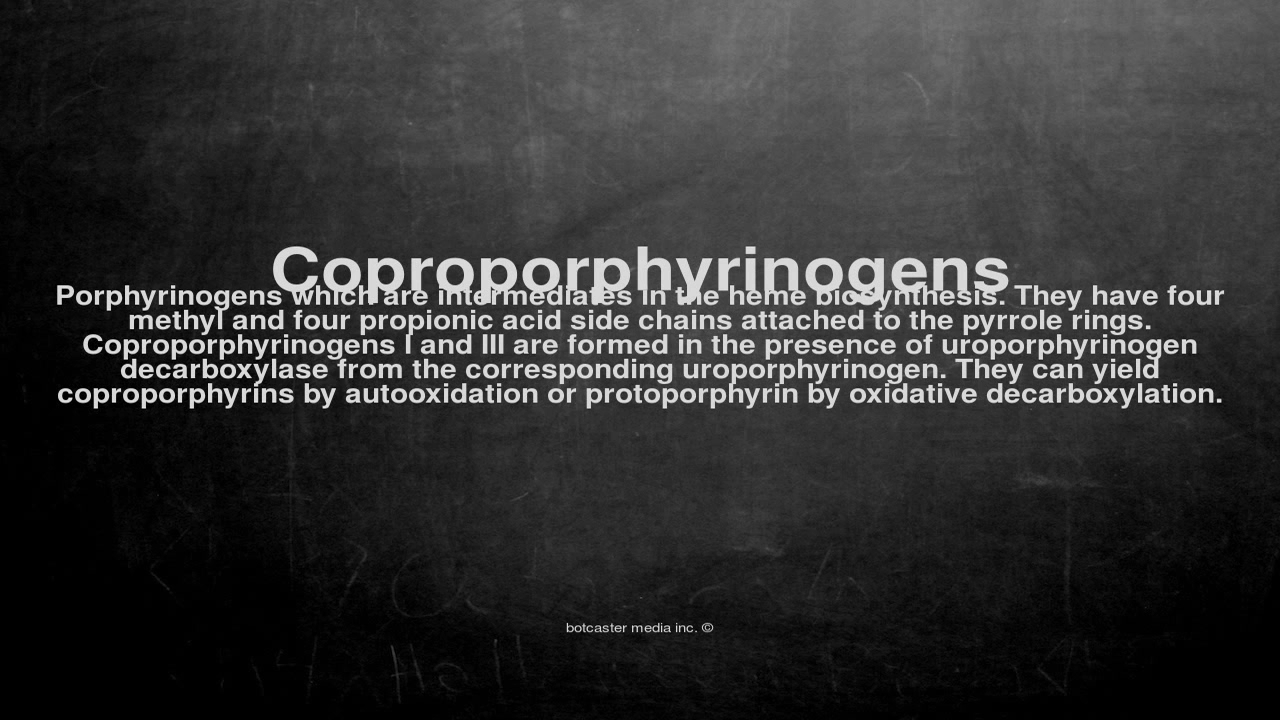 Coproporphyrinogens
Porphyrinogens which are intermediates in the heme biosynthesis. They have four
methyl and four propionic acid side chains attached to the pyrrole rings.
Coproporphyrinogens I and III are formed in the presence of uroporphyrinogen
decarboxylase from the corresponding uroporphyrinogen. They can yield
coproporphyrins by autooxidation or protoporphyrin by oxidative decarboxylation.
botcaster media inc. ©